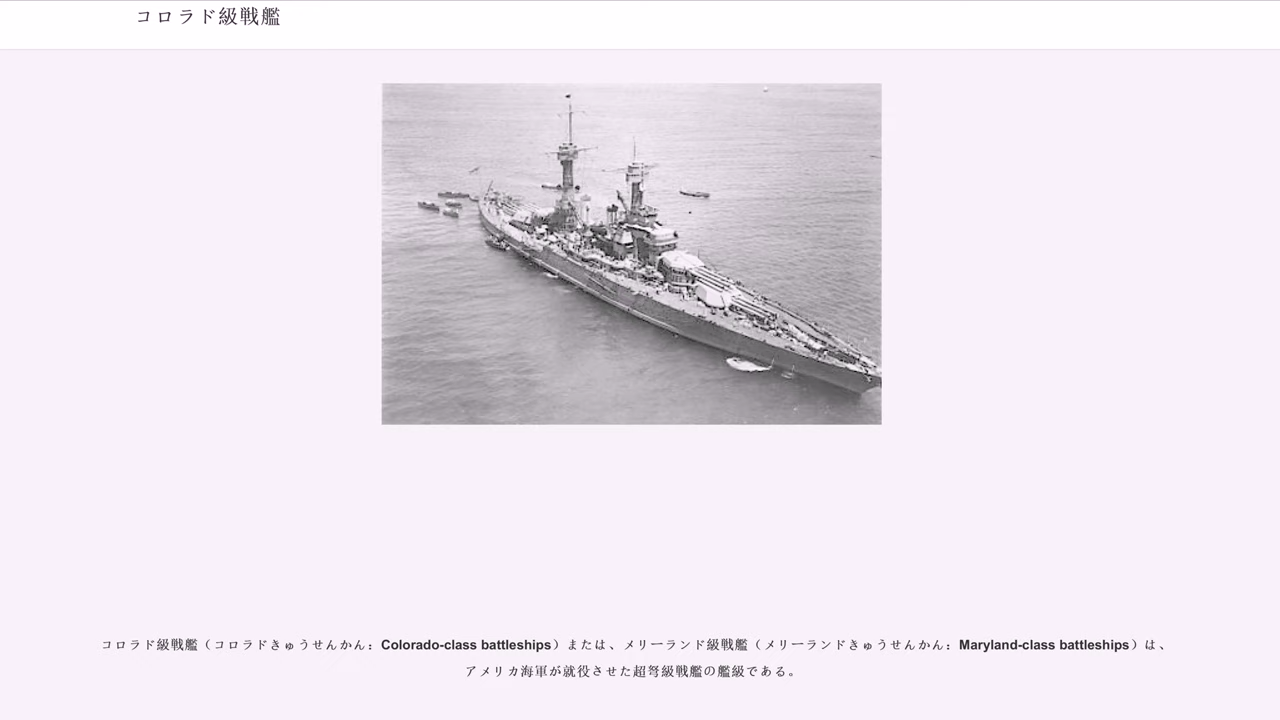 コロラド級戦艦
コロラド級戦艦（コロラドきゅうせんかん：Colorado-class battleships）または、メリーランド級戦艦（メリーランドきゅうせんかん：Maryland-class battleships）は、
アメリカ海軍が就役させた超弩級戦艦の艦級である。